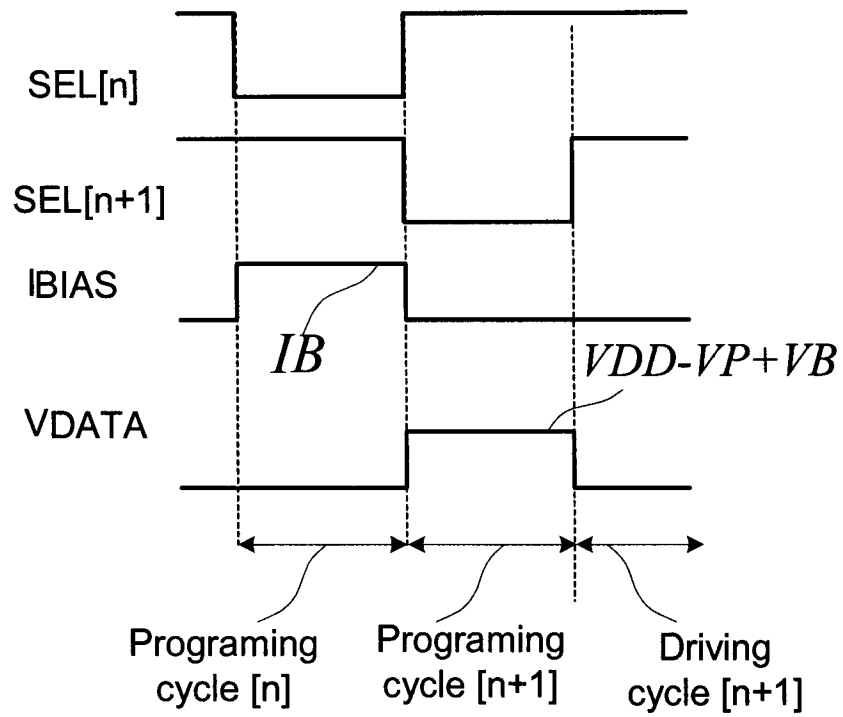 SEL[n]
SEL[n+1]
IBIAS
IB
VDD-VP+VB
VDATA
Programing
cycle [n]
Programing
cycle [n+1]
Driving
cycle [n+1]